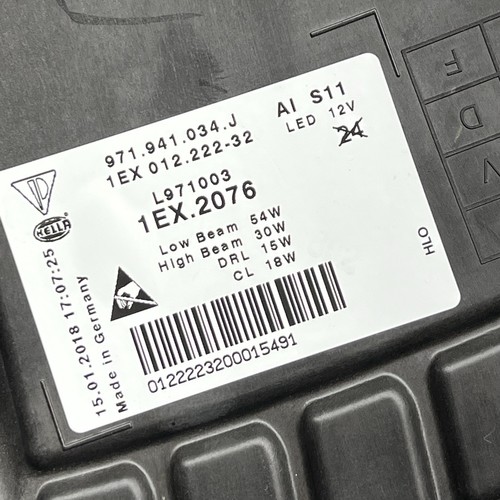 971.941.034.J
1EX 012.222-32
AI S11
LED 12V
24
L971003
1EX.2076
Low Beam 54W
High Beam 30W
DRL 15W
CL 18W
HELLA
15.01.2018 17:07:25
Made in Germany
0122223200015491
HLO
F
D
V